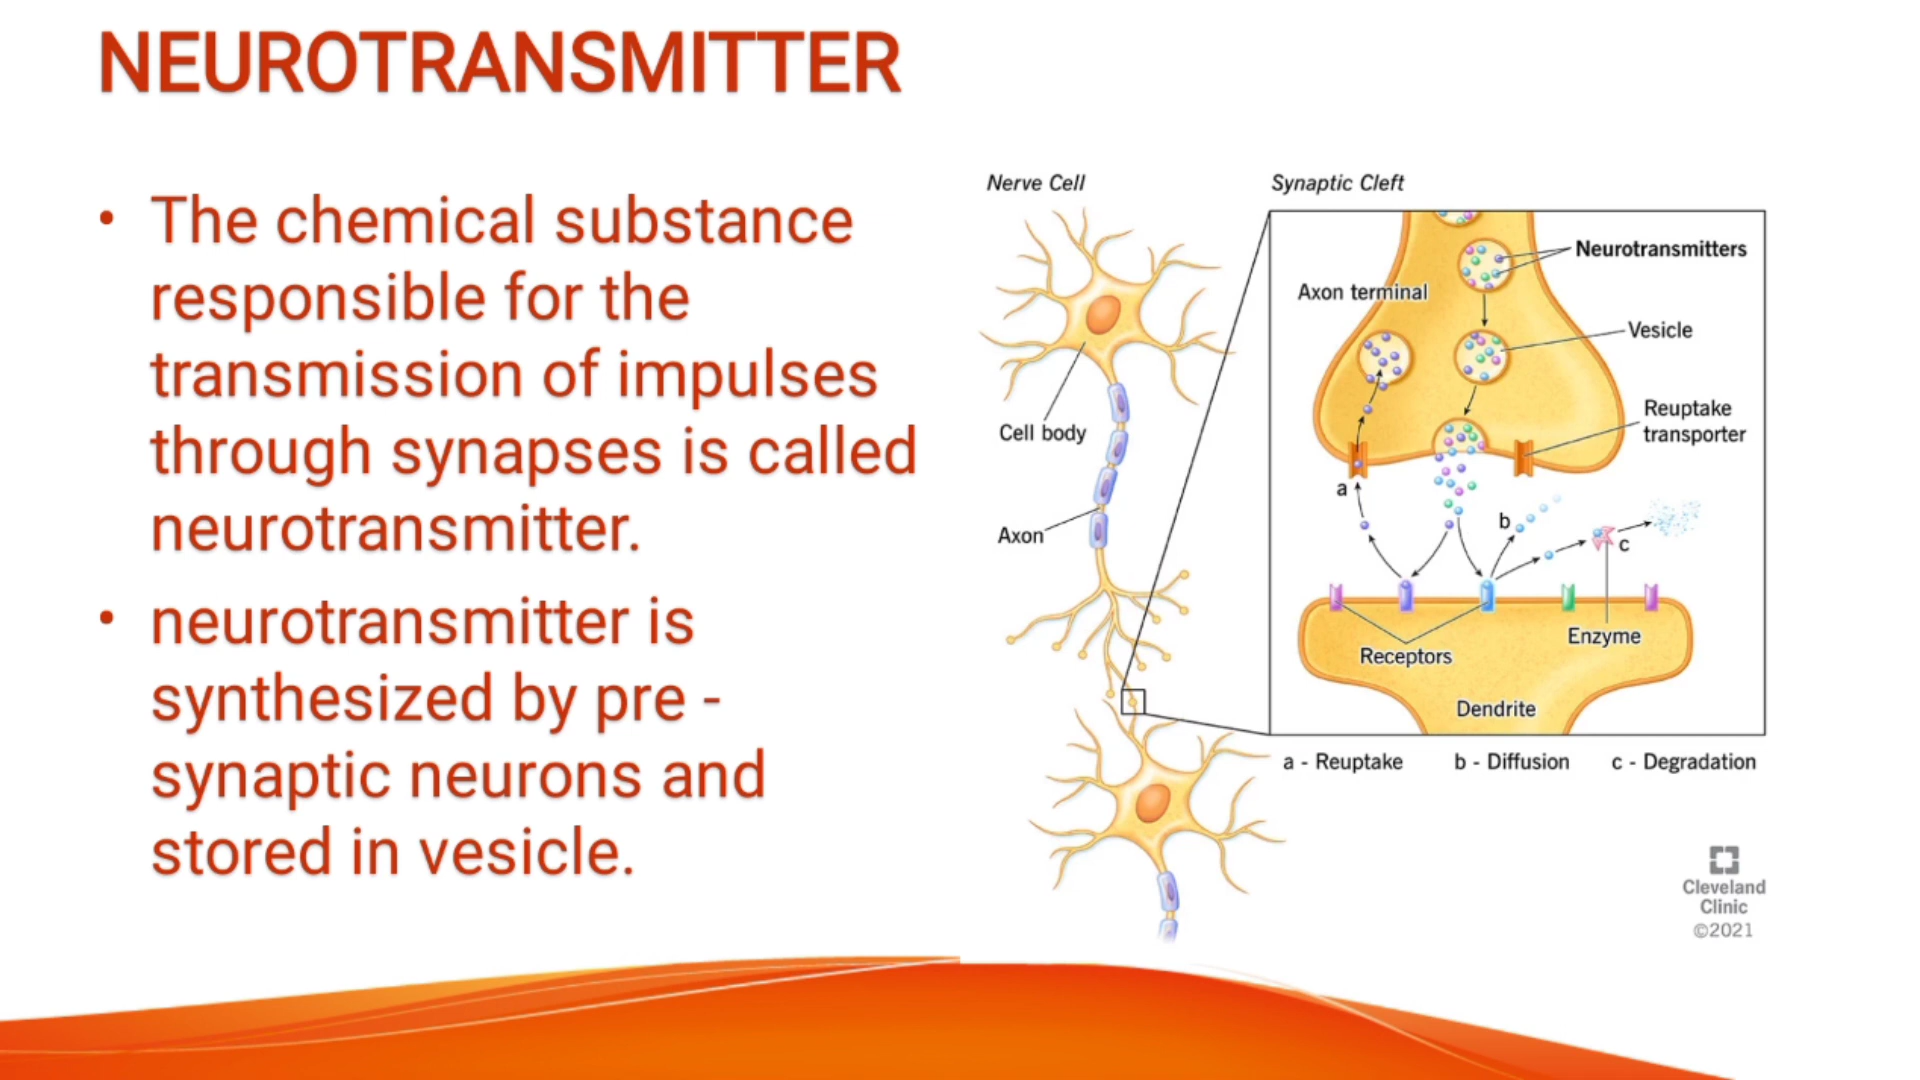 NEUROTRANSMITTER
• The chemical substance
responsible for the
transmission of impulses
through synapses is called
neurotransmitter.
• neurotransmitter is
synthesized by pre -
synaptic neurons and
stored in vesicle.
Nerve Cell
Cell body
Axon
Synaptic Cleft
Neurotransmitters
Axon terminal
Vesicle
Reuptake
transporter
a
b
c
Enzyme
Receptors
Dendrite
a - Reuptake b - Diffusion c - Degradation
Cleveland
Clinic
©2021